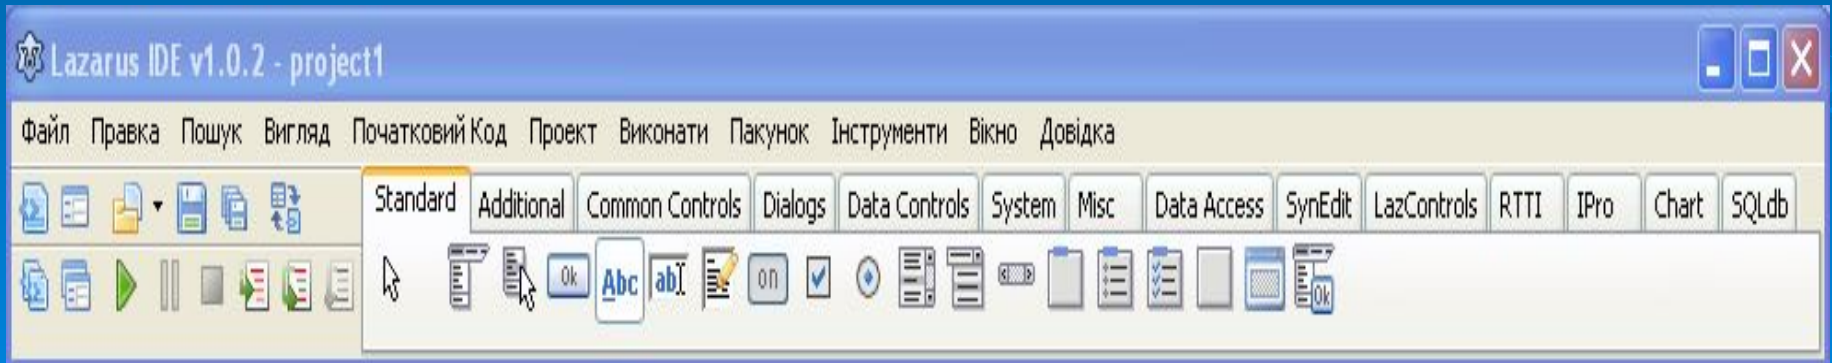 Lazarus IDE v1.0.2 - project1
Файл Правка Пошук Вигляд Початковий Код Проект Виконати Пакунок Інструменти Вікно Довідка
Standard Additional Common Controls Dialogs Data Controls System Misc Data Access SynEdit LazControls RTTI IPro Chart SQLdb
Ok Abc ab on Ok